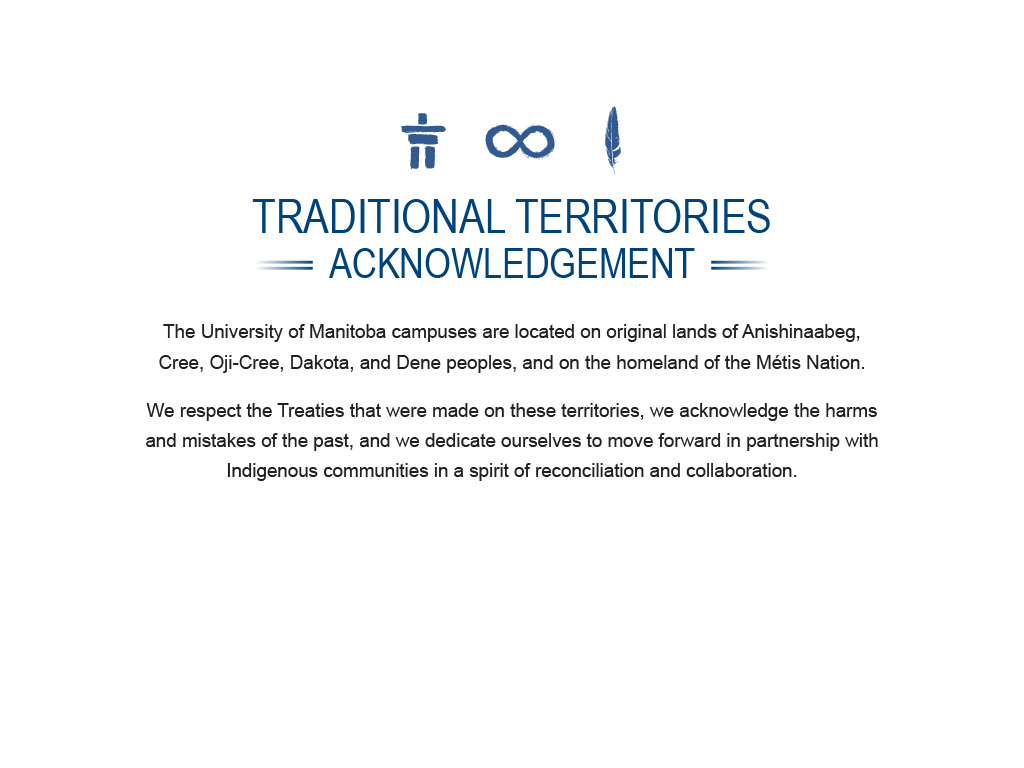 TRADITIONAL TERRITORIES
ACKNOWLEDGEMENT
The University of Manitoba campuses are located on original lands of Anishinaabeg,
Cree, Oji-Cree, Dakota, and Dene peoples, and on the homeland of the Métis Nation.
We respect the Treaties that were made on these territories, we acknowledge the harms
and mistakes of the past, and we dedicate ourselves to move forward in partnership with
Indigenous communities in a spirit of reconciliation and collaboration.